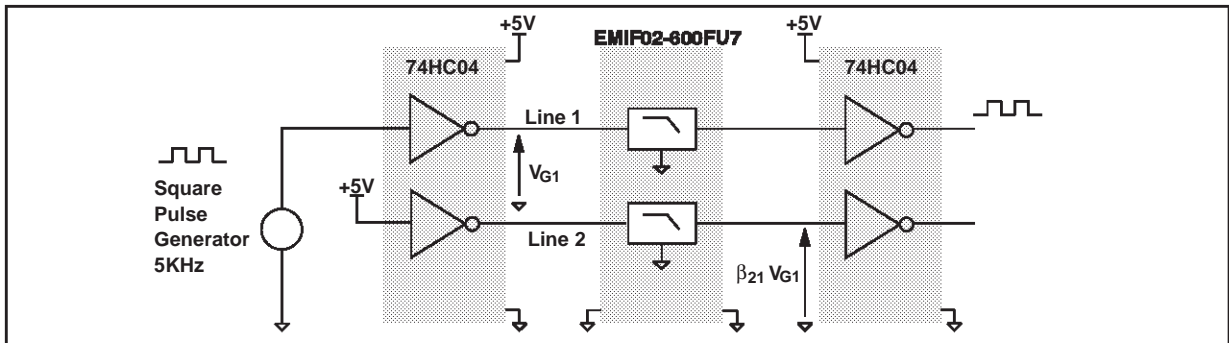 +5V
EMIF02-600FU7
+5V
74HC04
74HC04
Line 1
VG1
Square
Pulse
Generator
5KHz
+5V
Line 2
β21 VG1